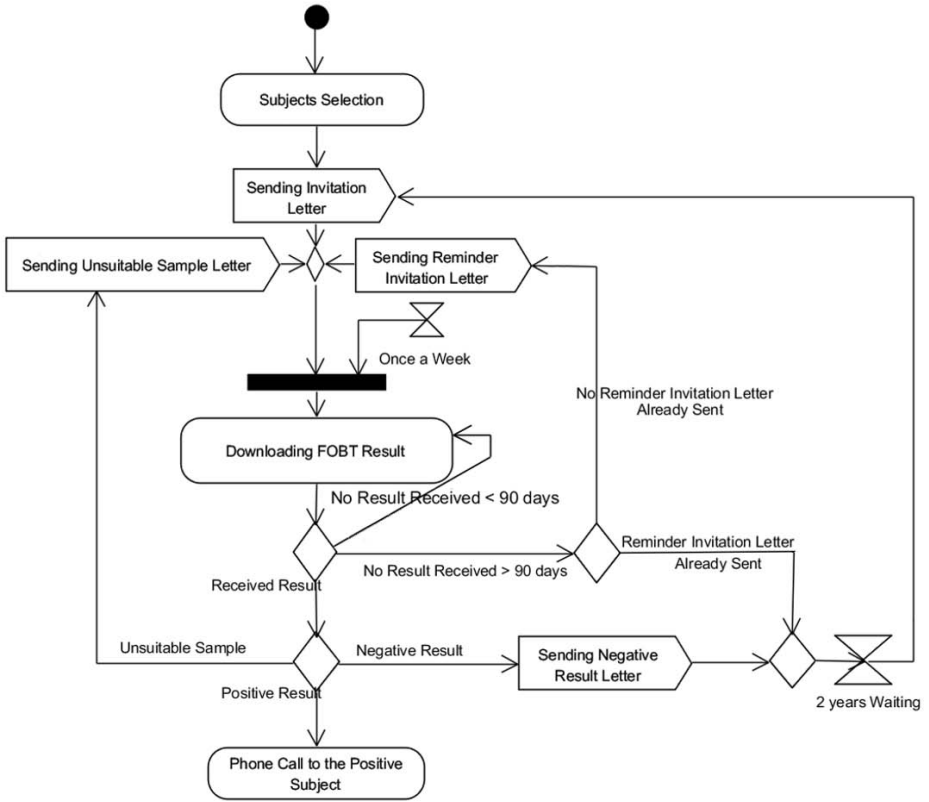 Subjects Selection
Sending Invitation
Letter
Sending Unsuitable Sample Letter
Sending Reminder
Invitation Letter
Once a Week
No Reminder Invitation Letter
Already Sent
Downloading FOBT Result
No Result Received < 90 days
Reminder Invitation Letter
Already Sent
No Result Received > 90 days
Received Result
Unsuitable Sample
Negative Result
Sending Negative
Result Letter
Positive Result
2 years Waiting
Phone Call to the Positive
Subject